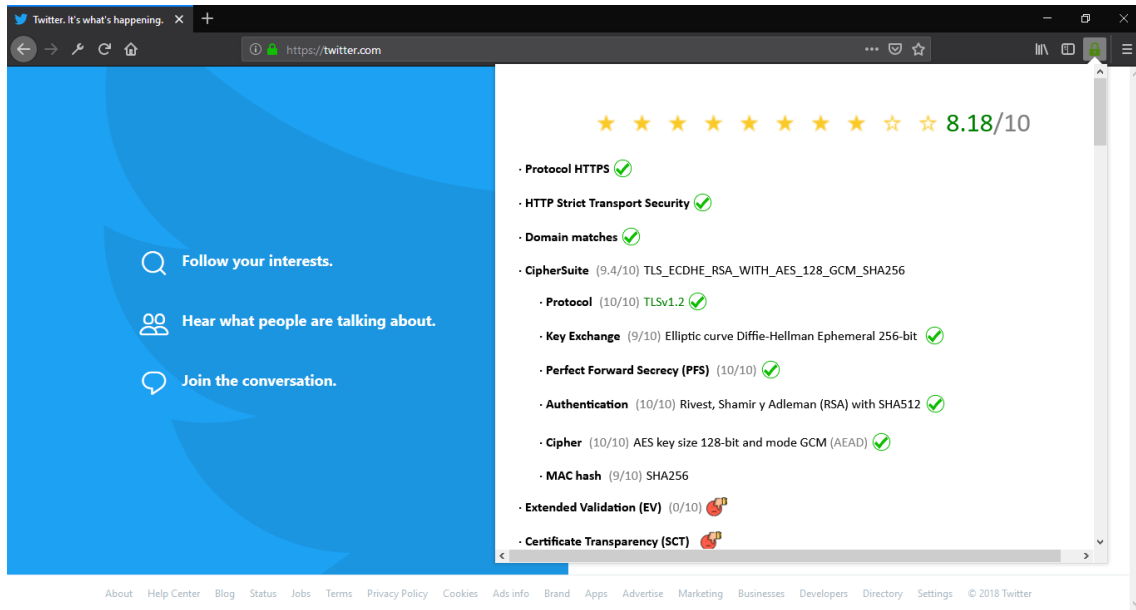 Twitter. It's what's happening.
https://twitter.com
8.18/10
· Protocol HTTPS
· HTTP Strict Transport Security
· Domain matches
· CipherSuite (9.4/10) TLS_ECDHE_RSA_WITH_AES_128_GCM_SHA256
· Protocol (10/10) TLSv1.2
· Key Exchange (9/10) Elliptic curve Diffie-Hellman Ephemeral 256-bit
· Perfect Forward Secrecy (PFS) (10/10)
· Authentication (10/10) Rivest, Shamir y Adleman (RSA) with SHA512
· Cipher (10/10) AES key size 128-bit and mode GCM (AEAD)
· MAC hash (9/10) SHA256
· Extended Validation (EV) (0/10)
· Certificate Transparency (SCT)
Follow your interests.
Hear what people are talking about.
Join the conversation.
About Help Center Blog Status Jobs Terms Privacy Policy Cookies Ads info Brand Apps Advertise Marketing Businesses Developers Directory Settings © 2018 Twitter